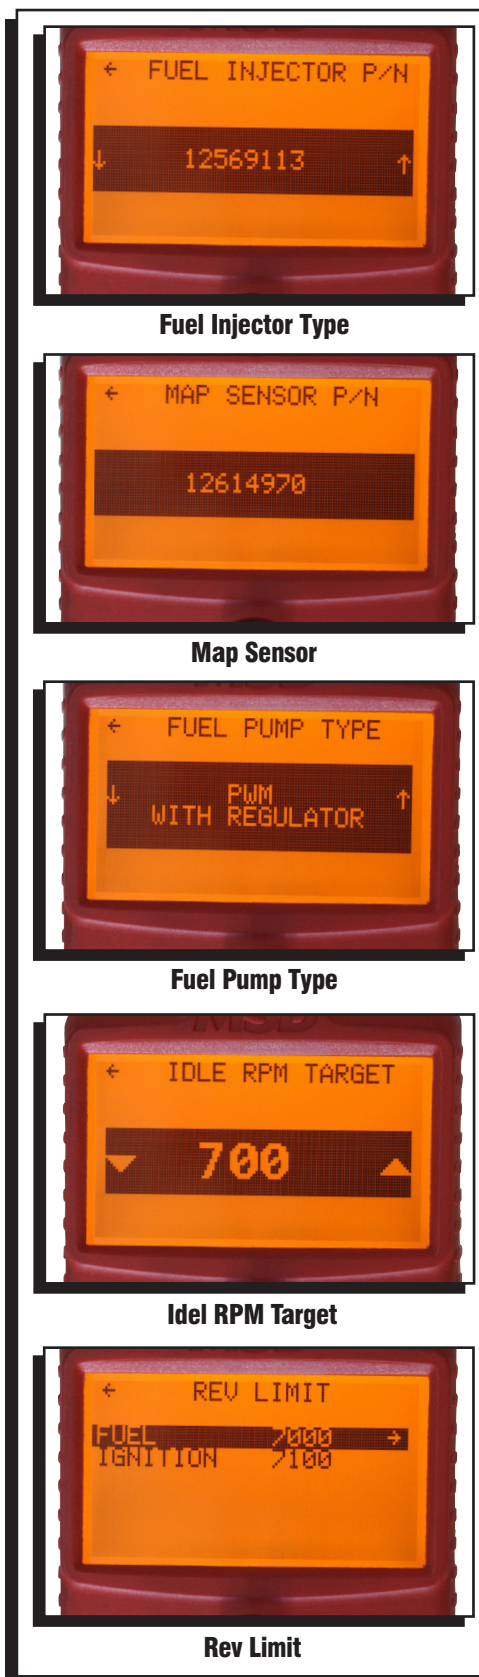 ← FUEL INJECTOR P/N
↓ 12569113 ↑
Fuel Injector Type
← MAP SENSOR P/N
12614970
Map Sensor
← FUEL PUMP TYPE
↓ PWM ↑
WITH REGULATOR
Fuel Pump Type
MSD
← IDLE RPM TARGET
▼ 700 ▲
Idel RPM Target
← REV LIMIT
FUEL 7000 →
IGNITION 7100
Rev Limit